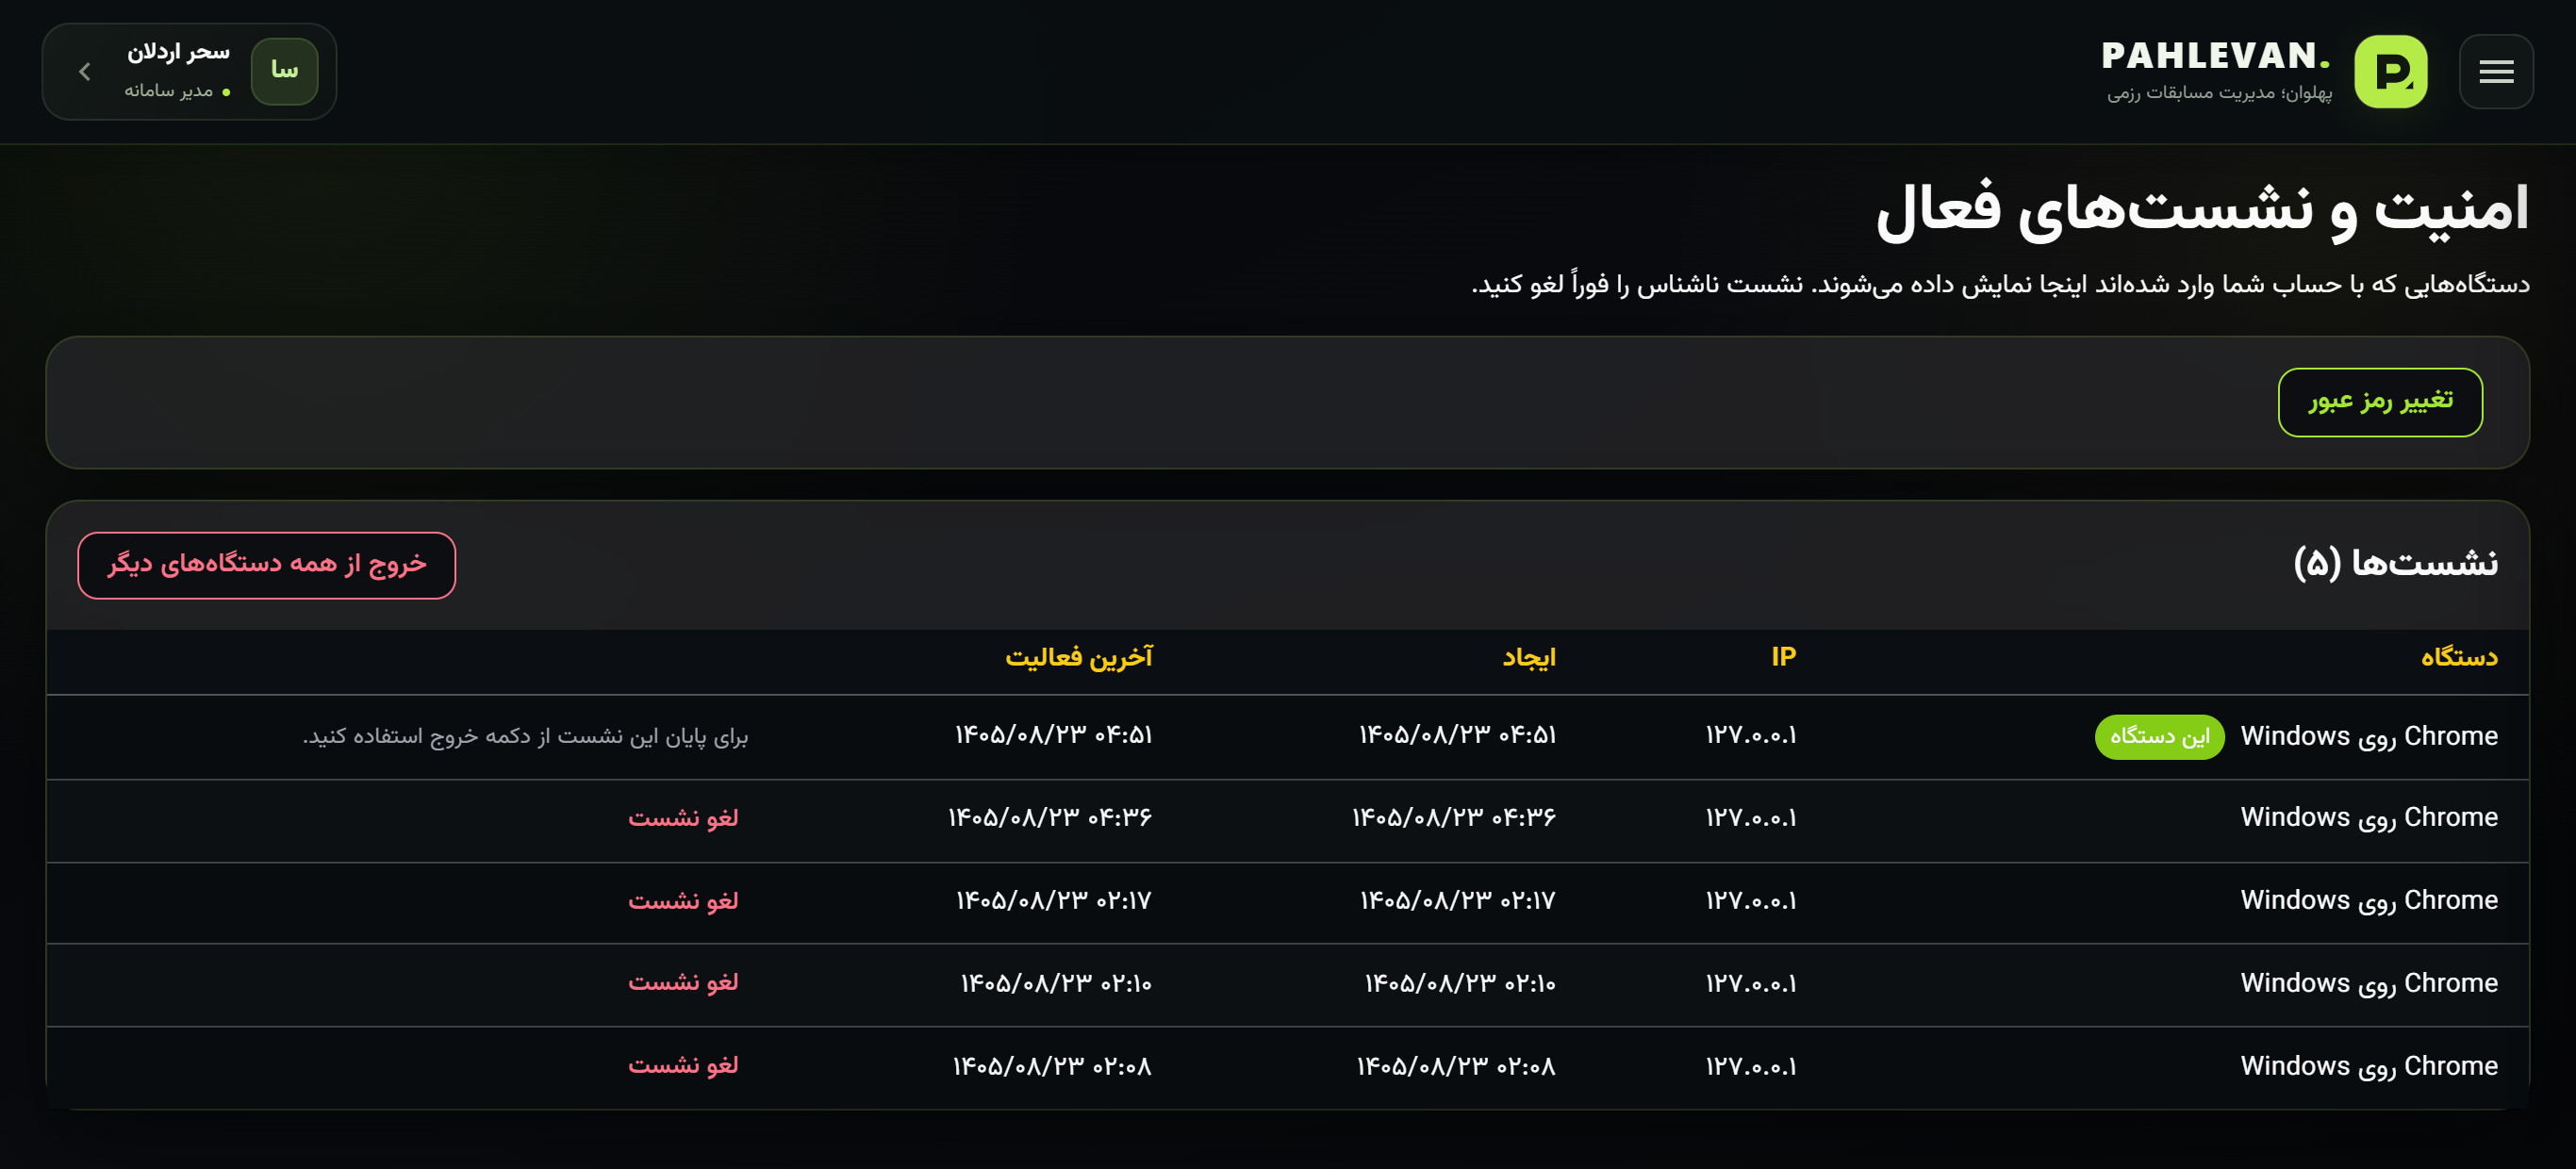 PAHLEVAN.
پهلوان؛ مدیریت مسابقات رزمی
سا
سحر اردلان
مدیر سامانه
امنیت و نشست‌های فعال
دستگاه‌هایی که با حساب شما وارد شده‌اند اینجا نمایش داده می‌شوند. نشست ناشناس را فوراً لغو کنید.
تغییر رمز عبور
نشست‌ها (۵)
خروج از همه دستگاه‌های دیگر
دستگاه IP ایجاد آخرین فعالیت
Chrome روی Windows این دستگاه ۱۲۷.۰.۰.۱ ۱۴۰۵/۰۸/۲۳ ۰۴:۵۱ ۱۴۰۵/۰۸/۲۳ ۰۴:۵۱ برای پایان این نشست از دکمه خروج استفاده کنید.
Chrome روی Windows ۱۲۷.۰.۰.۱ ۱۴۰۵/۰۸/۲۳ ۰۴:۳۶ ۱۴۰۵/۰۸/۲۳ ۰۴:۳۶ لغو نشست
Chrome روی Windows ۱۲۷.۰.۰.۱ ۱۴۰۵/۰۸/۲۳ ۰۲:۱۷ ۱۴۰۵/۰۸/۲۳ ۰۲:۱۷ لغو نشست
Chrome روی Windows ۱۲۷.۰.۰.۱ ۱۴۰۵/۰۸/۲۳ ۰۲:۱۰ ۱۴۰۵/۰۸/۲۳ ۰۲:۱۰ لغو نشست
Chrome روی Windows ۱۲۷.۰.۰.۱ ۱۴۰۵/۰۸/۲۳ ۰۲:۰۸ ۱۴۰۵/۰۸/۲۳ ۰۲:۰۸ لغو نشست